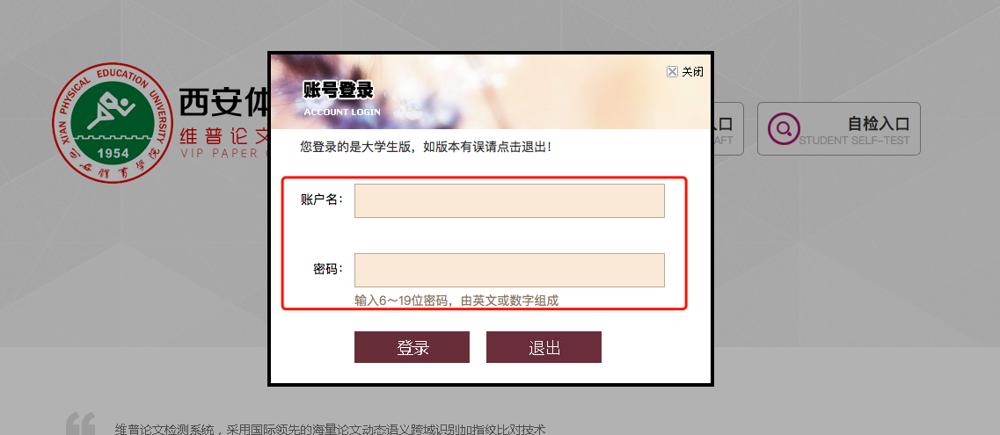 账号登录
ACCOUNT LOGIN
关闭
您登录的是大学生版，如版本有误请点击退出！
账户名：
密码：
输入6～19位密码，由英文或数字组成
登录
退出
XIAN PHYSICAL EDUCATION UNIVERSITY
1954
西安体育学院
西安体
维普论文
VIP PAPER
入口
AFT
自检入口
STUDENT SELF-TEST
维普论文检测系统，采用国际领先的海量论文动态语义跨域识别加指纹比对技术